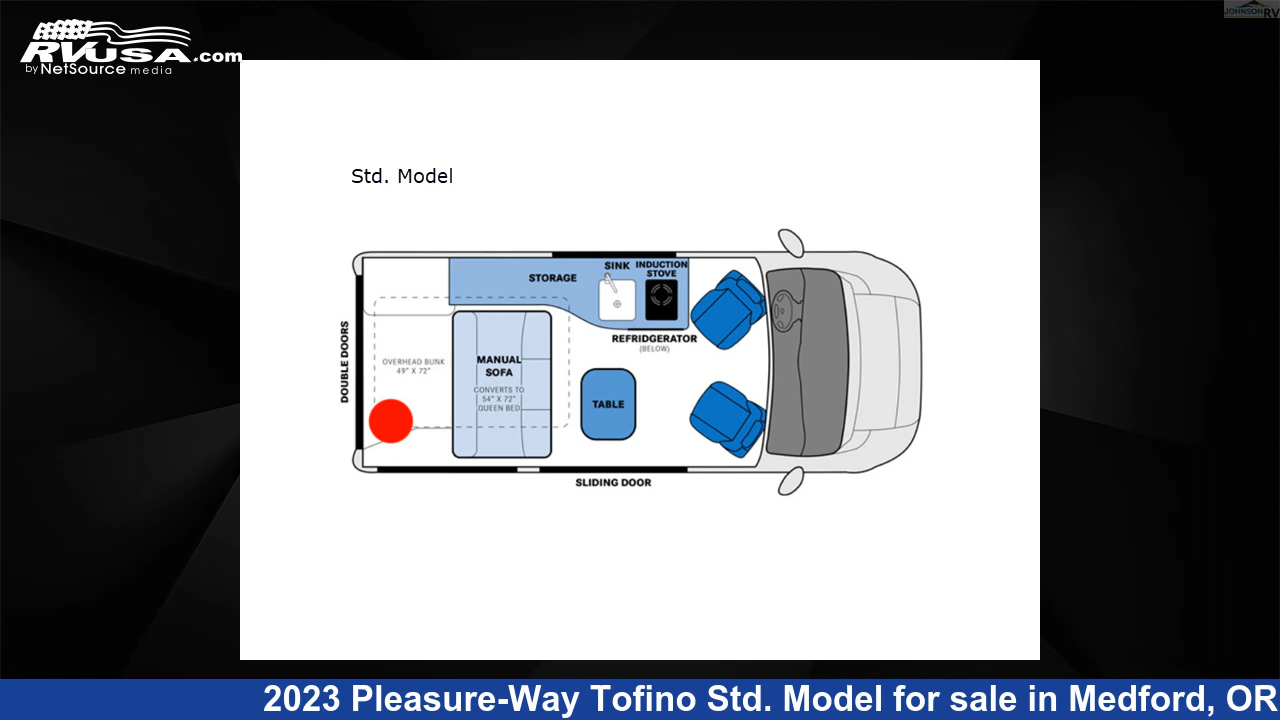 JOHNSON RV
RVUSA.com
by NetSource media
Std. Model
SINK
INDUCTION
STOVE
STORAGE
REFRIDGERATOR
(BELOW)
DOUBLE DOORS
OVERHEAD BUNK
49" X 72"
MANUAL
SOFA
CONVERTS TO
54" X 72"
QUEEN BED
TABLE
SLIDING DOOR
2023 Pleasure-Way Tofino Std. Model for sale in Medford, OR